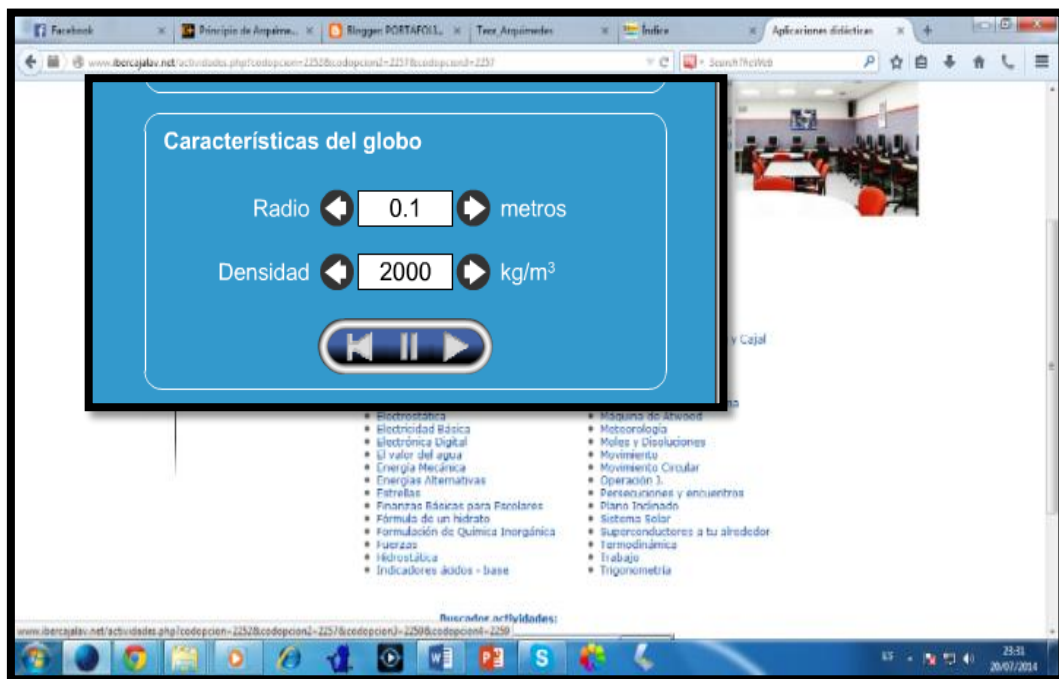 Facebook
Principio de Arquime...
Blogger: PORTAFOLI...
Teor_Arquimedes
Índice
Aplicaciones didácticas
www.ibercajalav.net/actividades.php?codopcion=2252&codopcion2=2257&codopcion3=2257
Search TheWeb
Características del globo
Radio 0.1 metros
Densidad 2000 kg/m³
y Cajal
Electrostática
Electricidad Básica
Electrónica Digital
El valor del agua
Energía Mecánica
Energías Alternativas
Estrellas
Finanzas Básicas para Escolares
Fórmula de un hidrato
Formulación de Química Inorgánica
Fuerzas
Hidrostática
Indicadores ácidos - base
na
Máquina de Atwood
Meteorología
Moles y Disoluciones
Movimiento
Movimiento Circular
Operación J.
Persecuciones y encuentros
Plano Inclinado
Sistema Solar
Superconductores a tu alrededor
Termodinámica
Trabajo
Trigonometría
Buscador actividades:
www.ibercajalav.net/actividades.php?codopcion=2252&codopcion2=2257&codopcion3=2259&codopcion4=2259
ES
23:31
20/07/2014